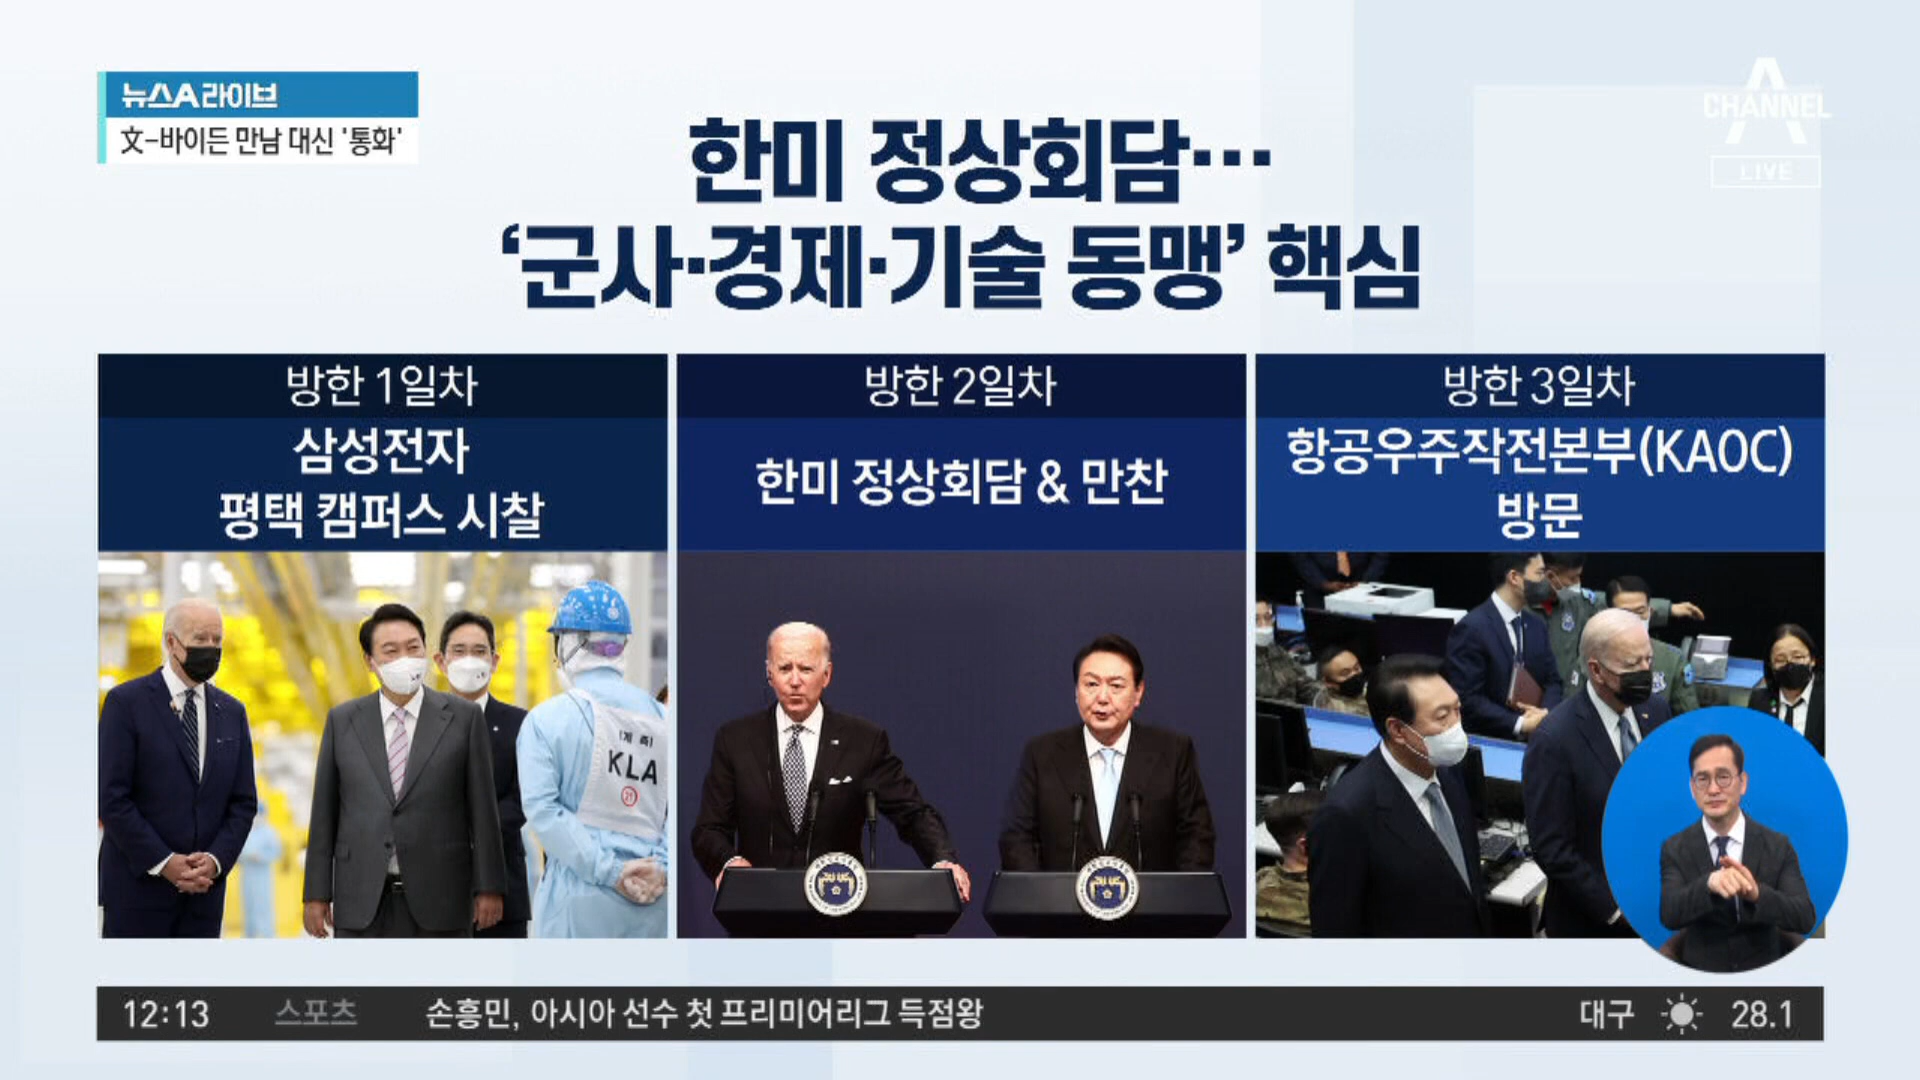 뉴스A라이브
文-바이든 만남 대신 '통화'
CHANNEL A
LIVE
한미 정상회담…
‘군사·경제·기술 동맹’ 핵심
방한 1일차
삼성전자
평택 캠퍼스 시찰
방한 2일차
한미 정상회담 & 만찬
방한 3일차
항공우주작전본부(KAOC)
방문
KLA
21
12:13 스포츠 손흥민, 아시아 선수 첫 프리미어리그 득점왕 대구 28.1